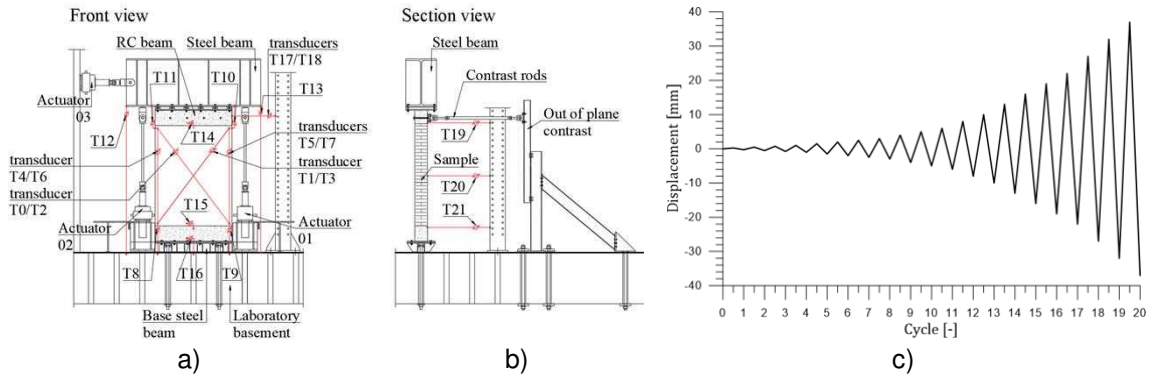 Front view
RC beam Steel beam
transducers
T17/T18
T11 T10
T13
Actuator
03
T12
T14
transducers
T5/T7
transducer
T4/T6
transducer
T1/T3
transducer
T0/T2
T15
Actuator
02
Actuator
01
T8 T16 T9
Base steel
beam
Laboratory
basement
a)
Section view
Steel beam
Contrast rods
Out of plane
contrast
T19
Sample
T20
T21
b)
Displacement [mm]
40
30
20
10
0
-10
-20
-30
-40
0 1 2 3 4 5 6 7 8 9 10 11 12 13 14 15 16 17 18 19 20
Cycle [-]
c)